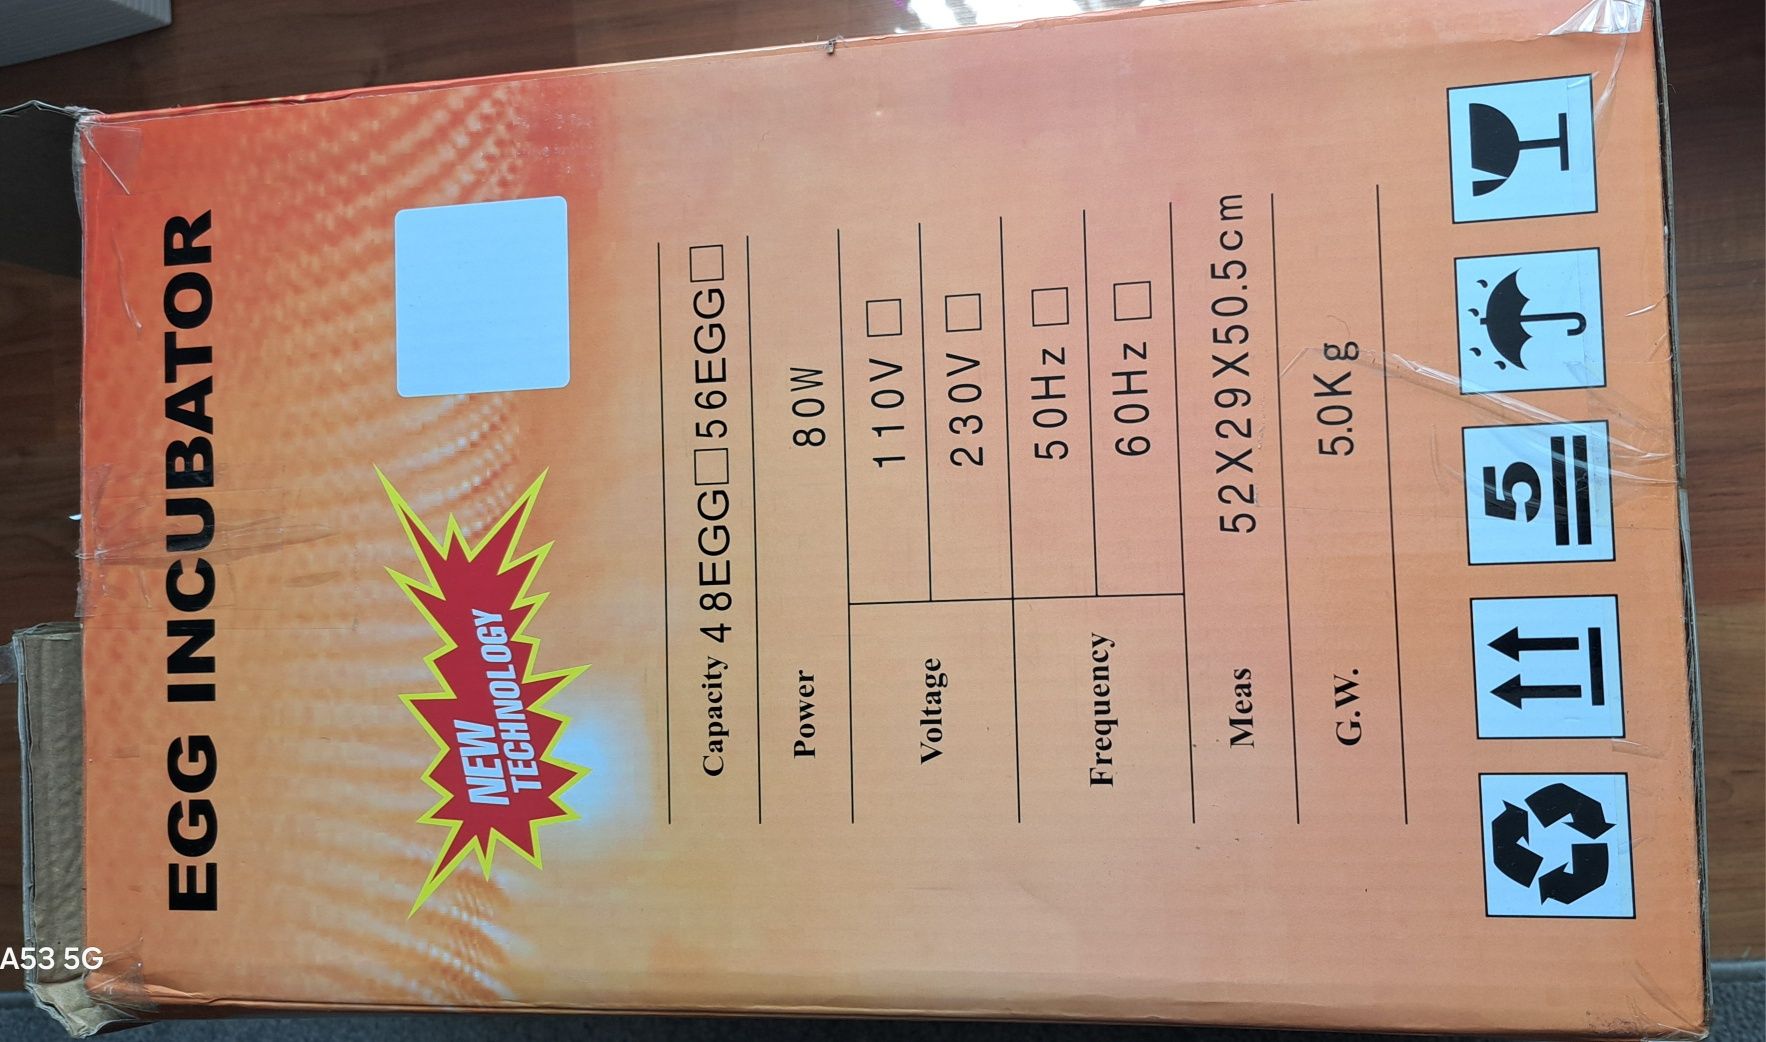 EGG INCUBATOR
NEW
TECHNOLOGY
Capacity 48EGG□56EGG□
Power 80W
Voltage 110V □
230V □
Frequency 50Hz □
60Hz □
Meas 52X29X50.5cm
G.W. 5.0Kg
5
A53 5G